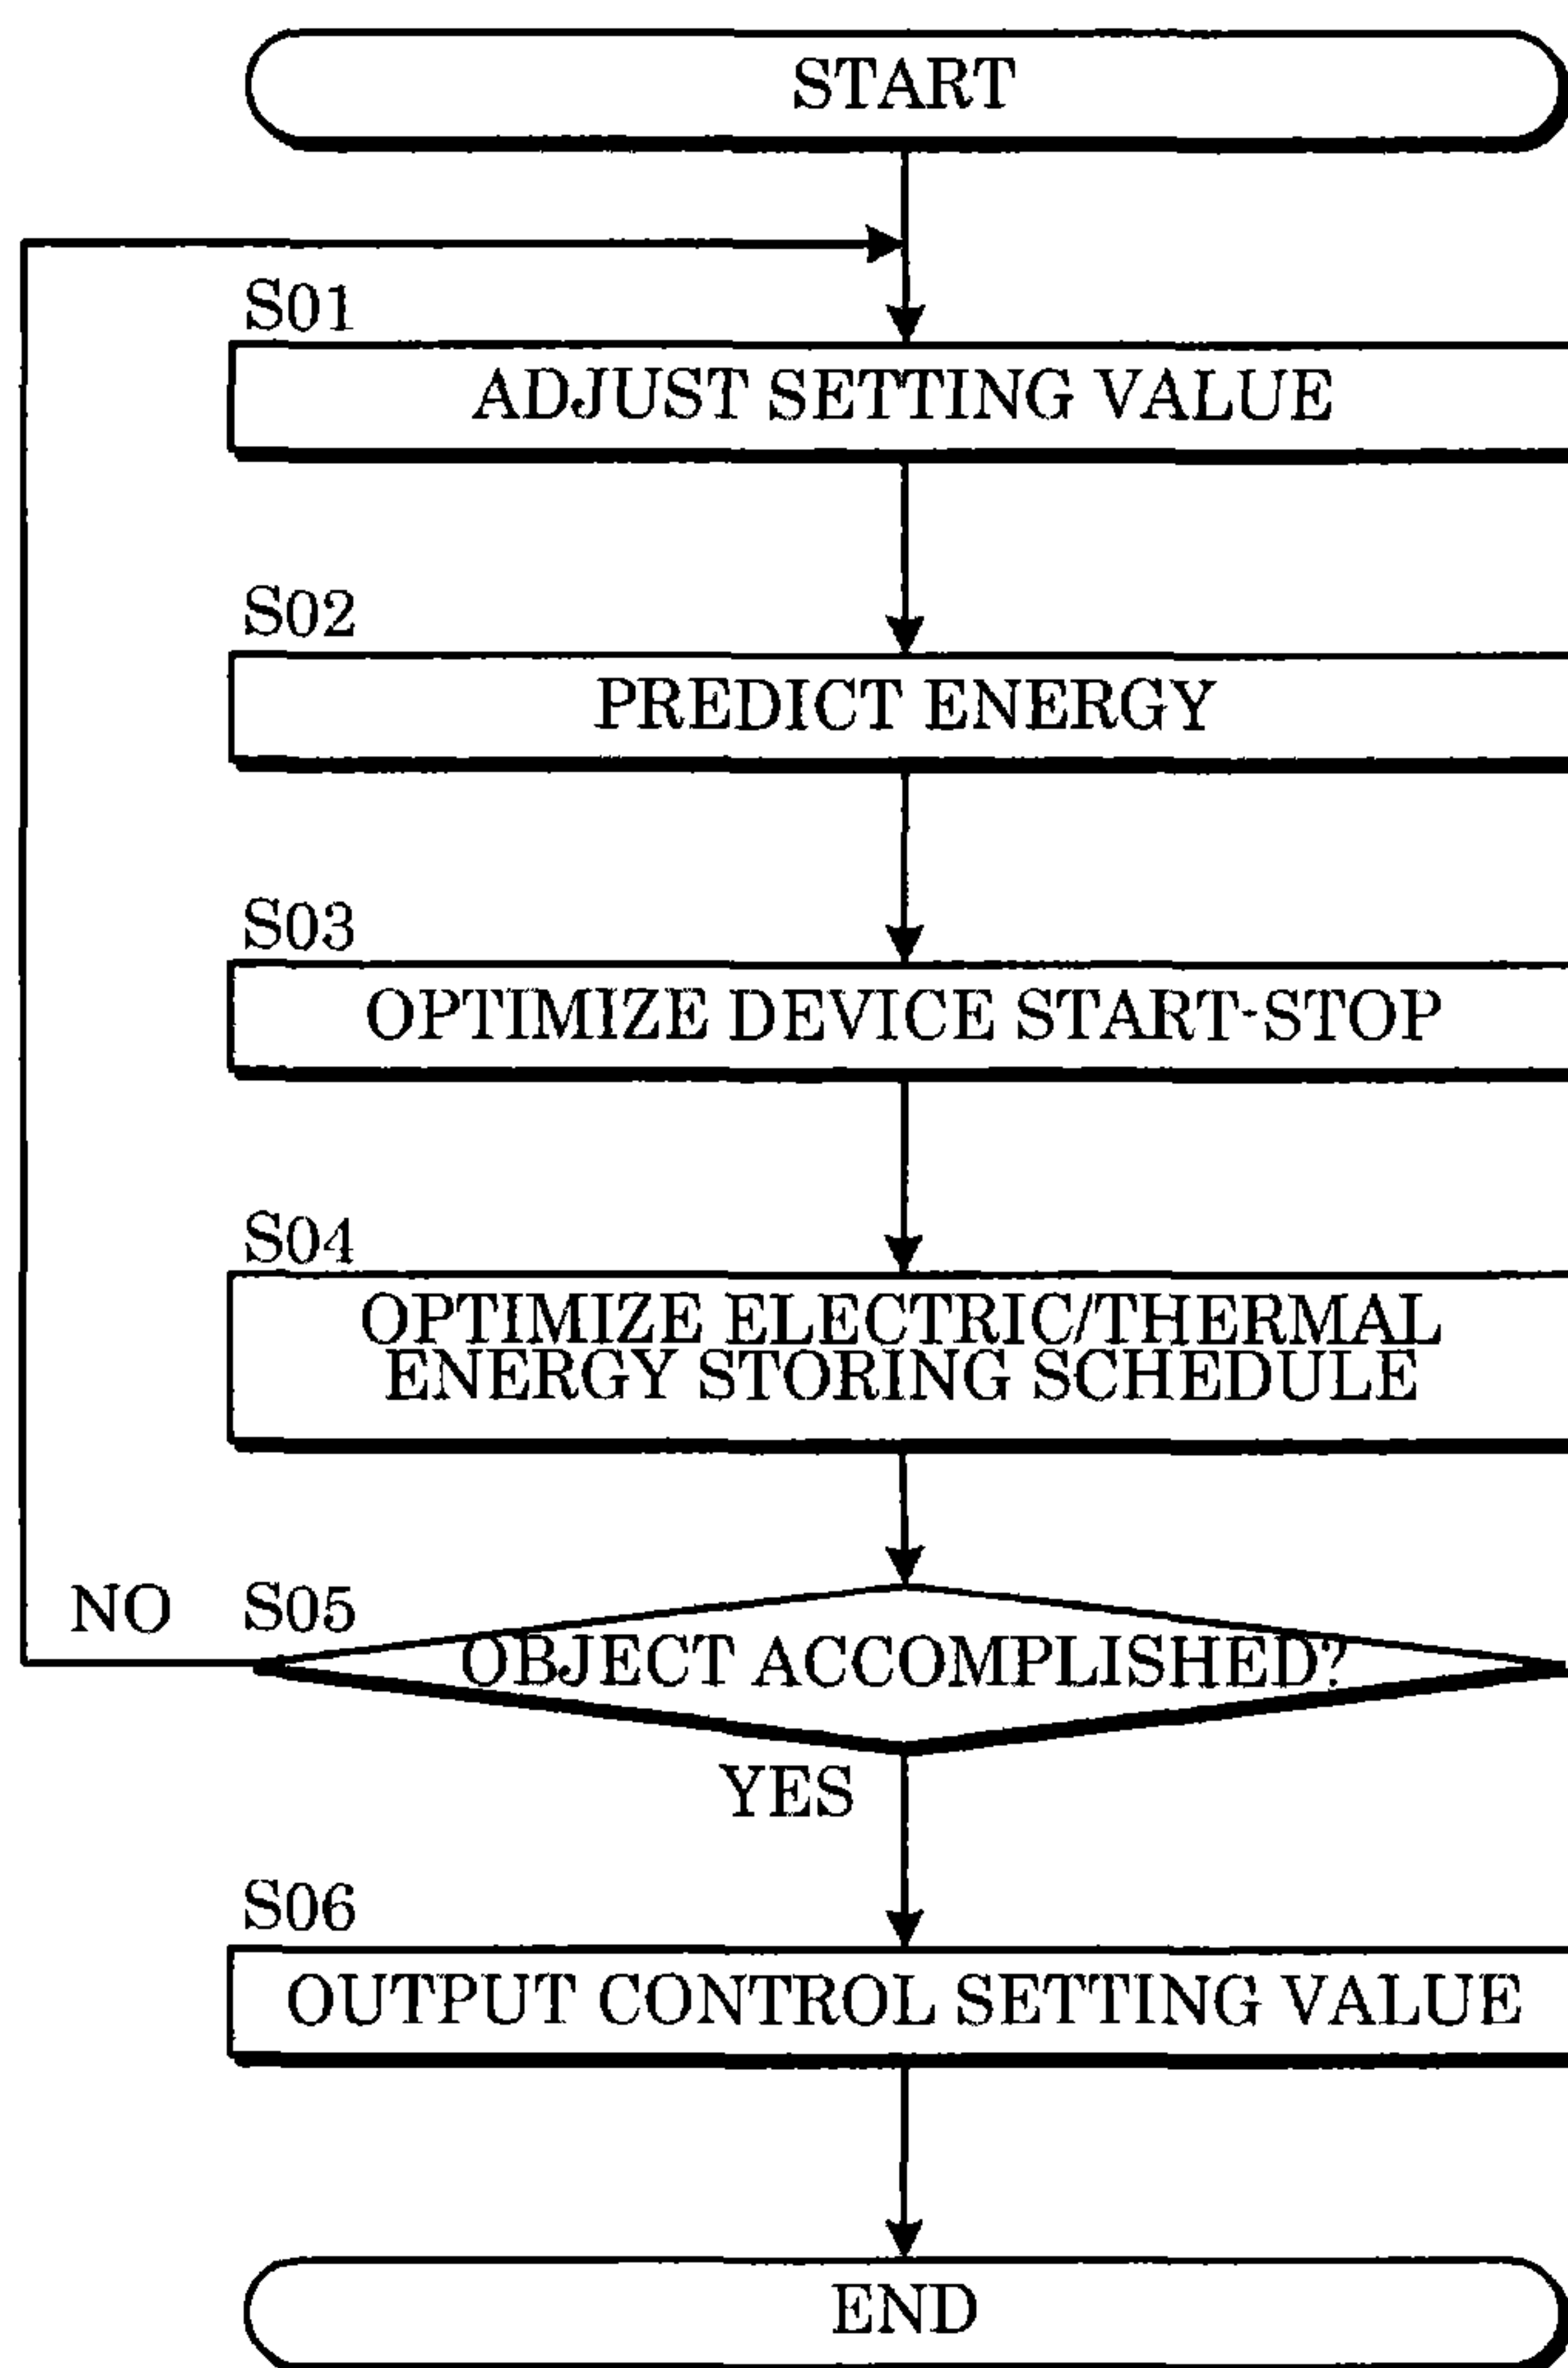 START
S01
ADJUST SETTING VALUE
S02
PREDICT ENERGY
S03
OPTIMIZE DEVICE START-STOP
S04
OPTIMIZE ELECTRIC/THERMAL
ENERGY STORING SCHEDULE
NO
S05
OBJECT ACCOMPLISHED?
YES
S06
OUTPUT CONTROL SETTING VALUE
END